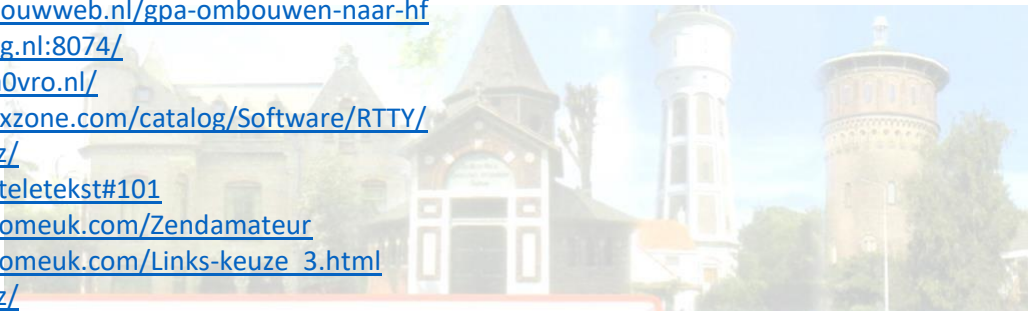 ouwweb.nl/gpa-ombouwen-naar-hf
g.nl:8074/
0vro.nl/
xzone.com/catalog/Software/RTTY/
z/
teletekst#101
omeuk.com/Zendamateur
omeuk.com/Links-keuze_3.html
z/